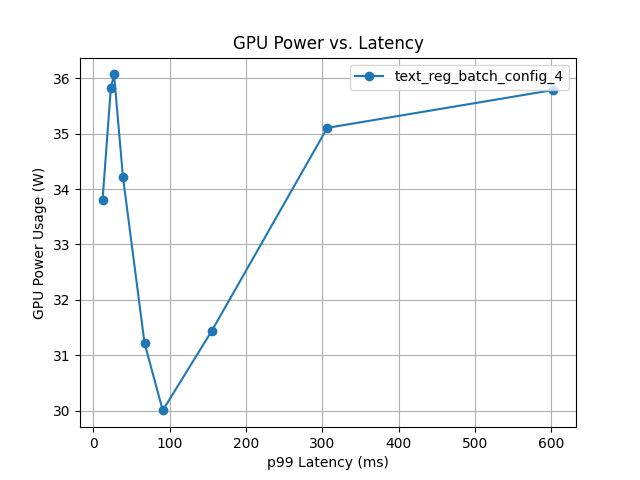 GPU Power vs. Latency
text_reg_batch_config_4
GPU Power Usage (W)
36
35
34
33
32
31
30
0 100 200 300 400 500 600
p99 Latency (ms)